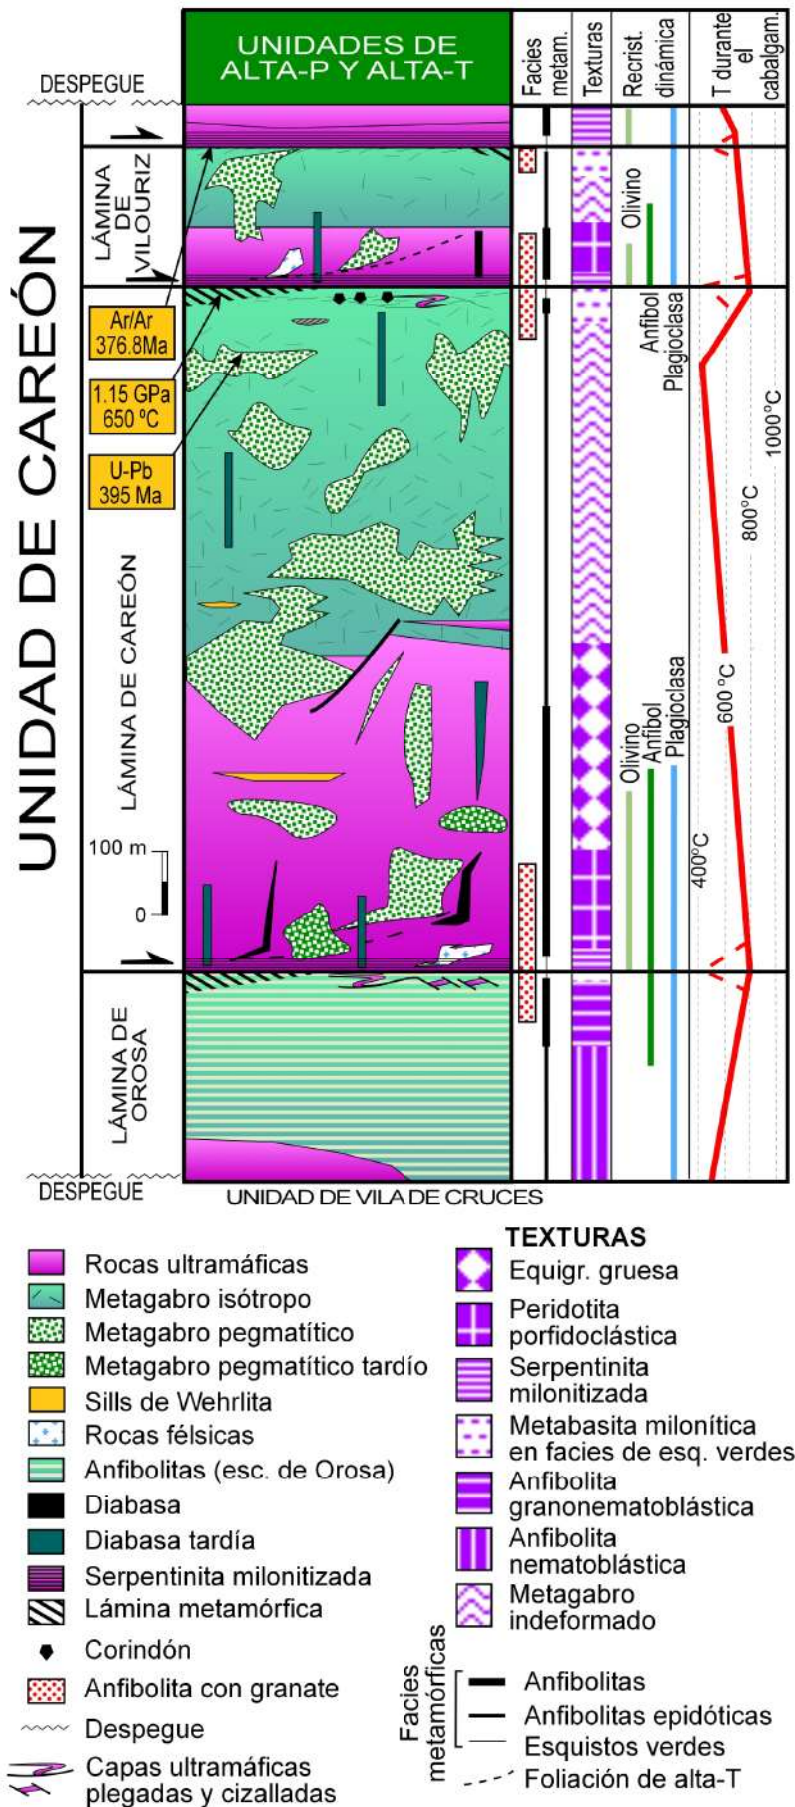 UNIDADES DE
ALTA-P Y ALTA-T
Facies
metam.
Texturas
Recrist.
dinámica
T durante
el
cabalgam.
DESPEGUE
UNIDAD DE CAREÓN
LÁMINA
DE
VILOURIZ
Olivino
Anfibol
Plagioclasa
Ar/Ar
376.8Ma
1.15 GPa
650 ºC
U-Pb
395 Ma
1000°C
800°C
600 °C
400°C
LÁMINA DE CAREÓN
Olivino
Anfibol
Plagioclasa
100 m
0
LÁMINA DE
OROSA
DESPEGUE
UNIDAD DE VILA DE CRUCES
Rocas ultramáficas
Metagabro isótropo
Metagabro pegmatítico
Metagabro pegmatítico tardío
Sills de Wehrlita
Rocas félsicas
Anfibolitas (esc. de Orosa)
Diabasa
Diabasa tardía
Serpentinita milonitizada
Lámina metamórfica
Corindón
Anfibolita con granate
Despegue
Capas ultramáficas
plegadas y cizalladas
TEXTURAS
Equigr. gruesa
Peridotita
porfidoclástica
Serpentinita
milonitizada
Metabasita milonítica
en facies de esq. verdes
Anfibolita
granonematoblástica
Anfibolita
nematoblástica
Metagabro
indeformado
Facies
metamórficas
Anfibolitas
Anfibolitas epidóticas
Esquistos verdes
Foliación de alta-T